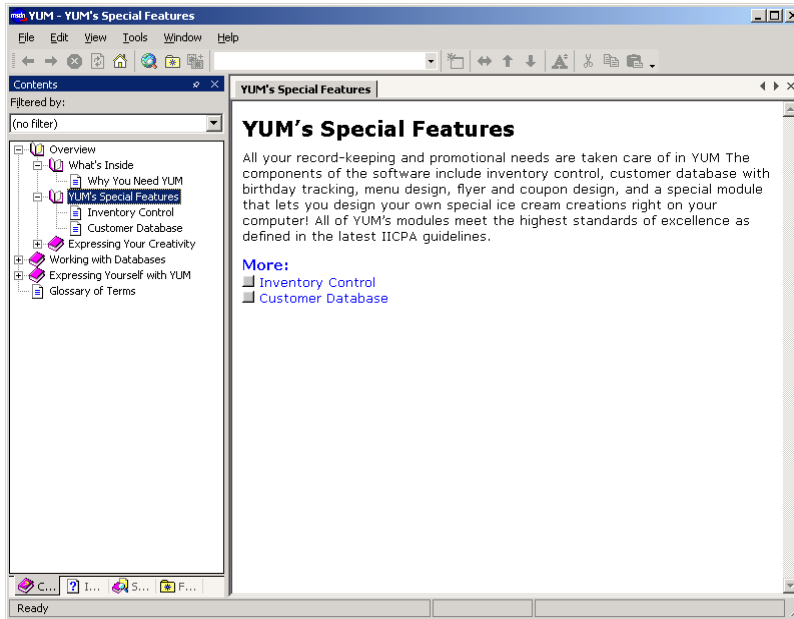 msdn YUM - YUM's Special Features
File Edit View Tools Window Help
Contents
Filtered by:
(no filter)
Overview
What's Inside
Why You Need YUM
YUM's Special Features
Inventory Control
Customer Database
Expressing Your Creativity
Working with Databases
Expressing Yourself with YUM
Glossary of Terms
C... I... S... F...
YUM's Special Features
YUM's Special Features
All your record-keeping and promotional needs are taken care of in YUM The
components of the software include inventory control, customer database with
birthday tracking, menu design, flyer and coupon design, and a special module
that lets you design your own special ice cream creations right on your
computer! All of YUM's modules meet the highest standards of excellence as
defined in the latest IICPA guidelines.
More:
Inventory Control
Customer Database
Ready